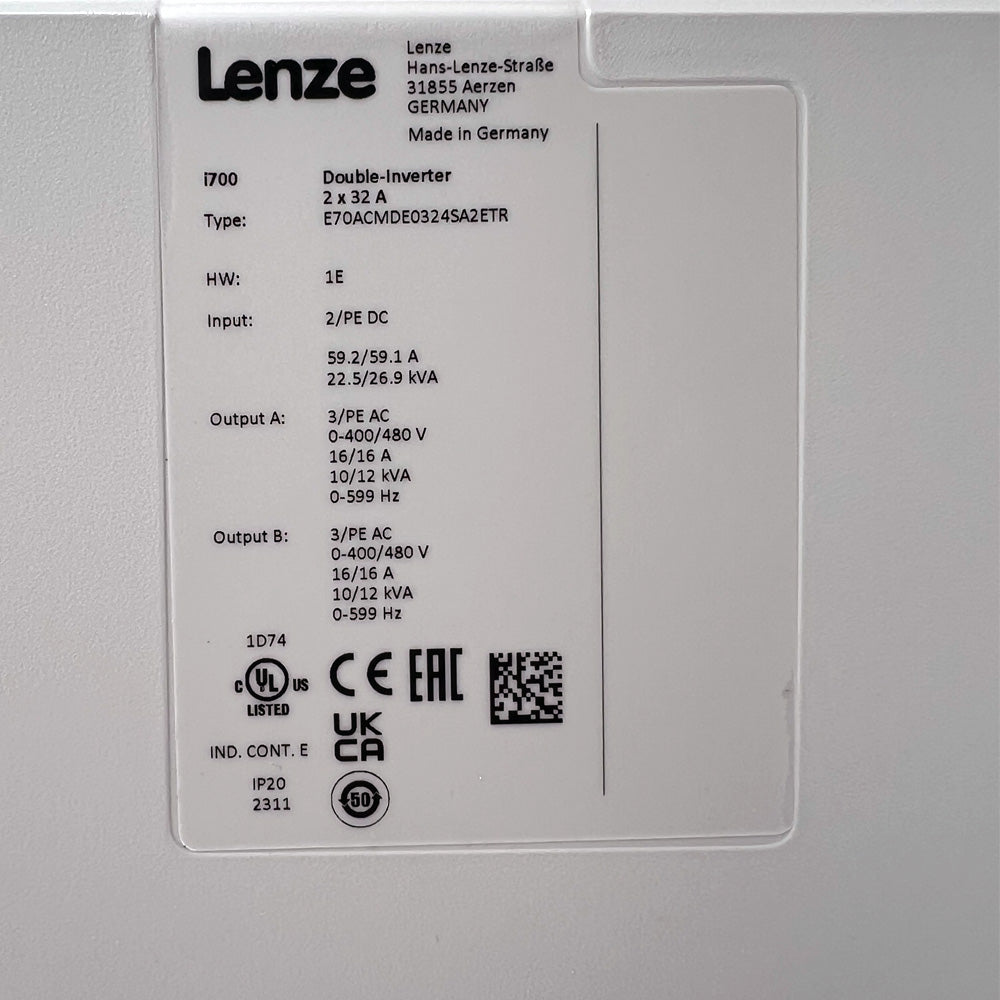 Lenze
Lenze
Hans-Lenze-Straße
31855 Aerzen
GERMANY
Made in Germany
i700 Double-Inverter
2 x 32 A
Type: E70ACMDE0324SA2ETR
HW: 1E
Input: 2/PE DC
59.2/59.1 A
22.5/26.9 kVA
Output A: 3/PE AC
0-400/480 V
16/16 A
10/12 kVA
0-599 Hz
Output B: 3/PE AC
0-400/480 V
16/16 A
10/12 kVA
0-599 Hz
1D74
C UL US
LISTED
CE EAC
UK
CA
IND. CONT. E
IP20
2311
50